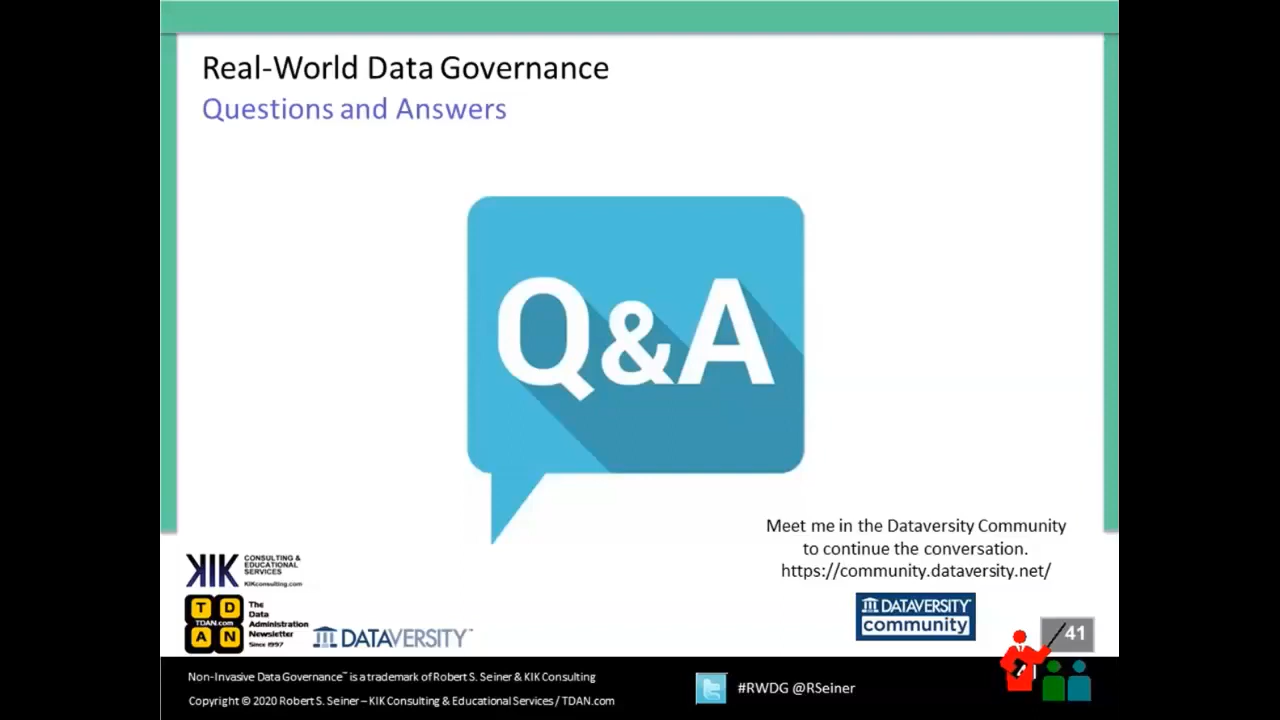 Real-World Data Governance
Questions and Answers
Q&A
Meet me in the Dataversity Community
to continue the conversation.
https://community.dataversity.net/
KIK CONSULTING &
EDUCATIONAL
SERVICES
KIKconsulting.com
T D
TDAN.com
A N
The
Data
Administration
Newsletter
Since 1997
DATAVERSITY™
DATAVERSITY
community
41
Non-Invasive Data Governance™ is a trademark of Robert S. Seiner & KIK Consulting
Copyright © 2020 Robert S. Seiner – KIK Consulting & Educational Services / TDAN.com
#RWDG @RSeiner